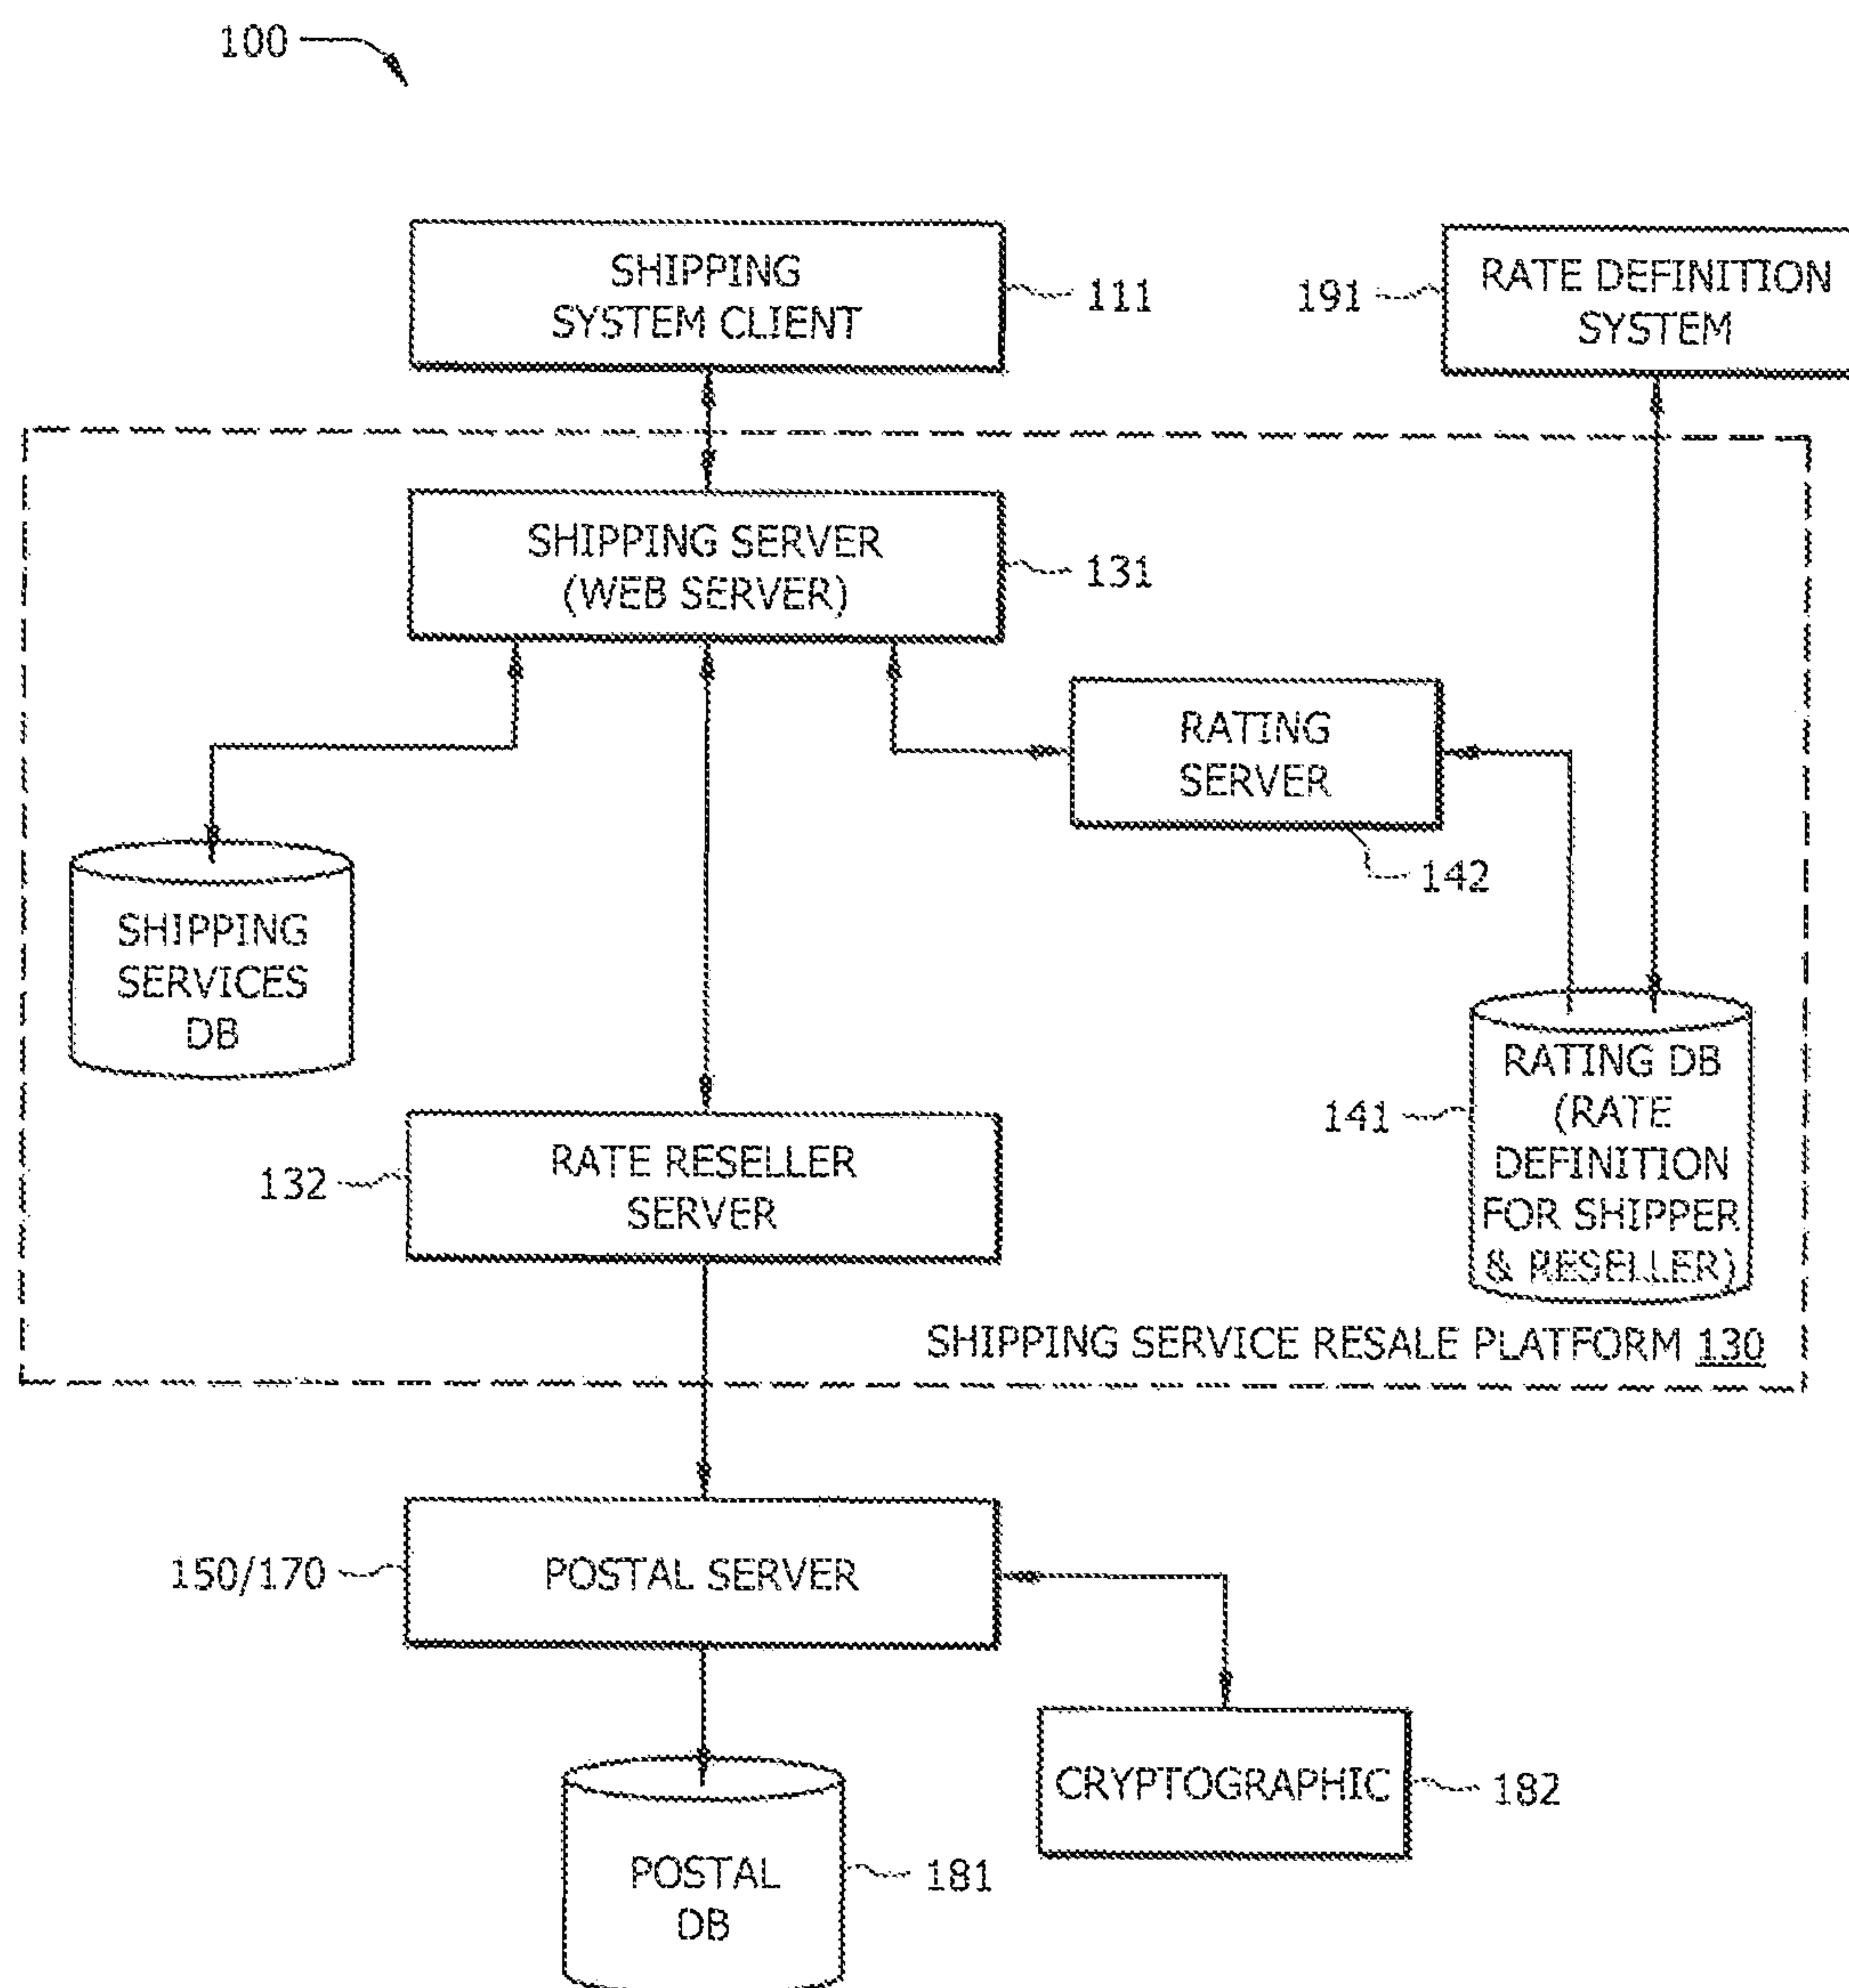 100
SHIPPING
SYSTEM CLIENT
111
191
RATE DEFINITION
SYSTEM
SHIPPING SERVER
(WEB SERVER)
131
RATING
SERVER
142
SHIPPING
SERVICES
DB
RATING DB
(RATE
DEFINITION
FOR SHIPPER
& RESELLER)
141
132
RATE RESELLER
SERVER
SHIPPING SERVICE RESALE PLATFORM 130
150/170
POSTAL SERVER
CRYPTOGRAPHIC
182
POSTAL
DB
181